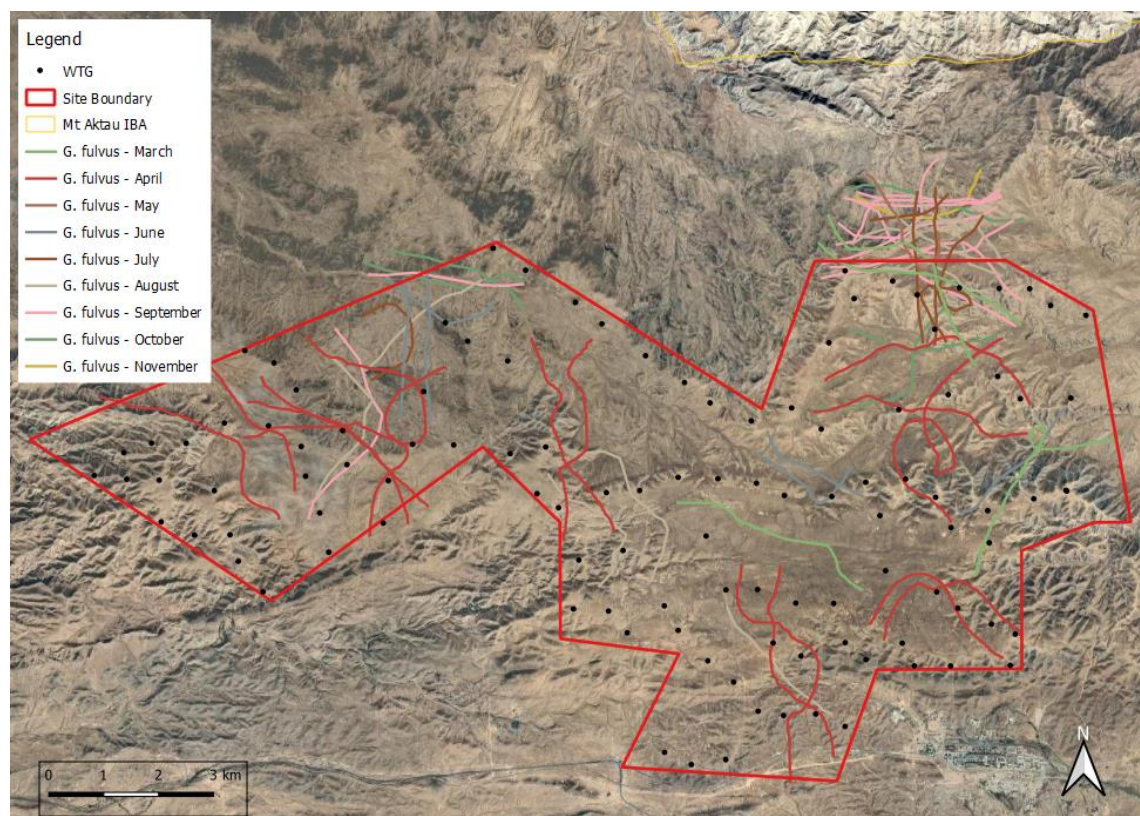 Legend
WTG
Site Boundary
Mt Aktau IBA
G. fulvus - March
G. fulvus - April
G. fulvus - May
G. fulvus - June
G. fulvus - July
G. fulvus - August
G. fulvus - September
G. fulvus - October
G. fulvus - November
N
0 1 2 3 km